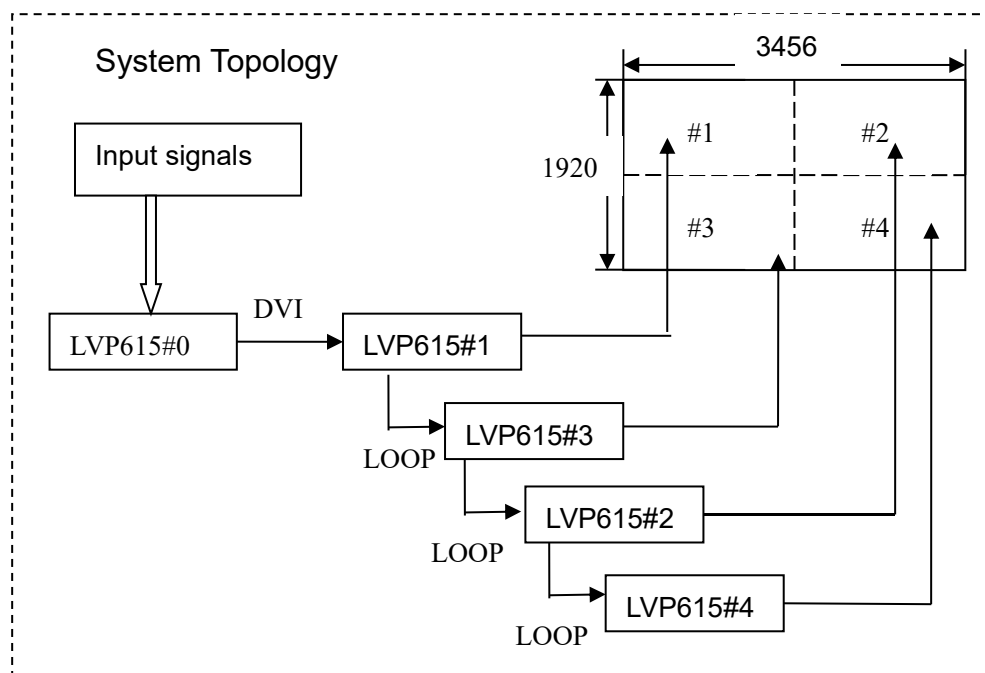 System Topology
3456
Input signals
#1
#2
1920
#3
#4
DVI
LVP615#0
LVP615#1
LOOP
LVP615#3
LOOP
LVP615#2
LOOP
LVP615#4